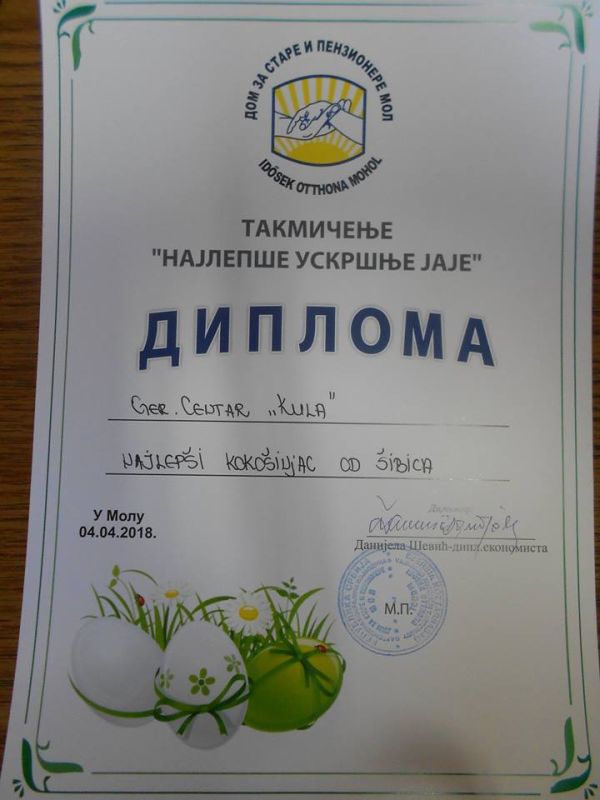 ДОМ ЗА СТАРЕ И ПЕНЗИОНЕРЕ МОЛ
IDŐSEK OTTHONA MOHOL
ТАКМИЧЕЊЕ
"НАЈЛЕПШЕ УСКРШЊЕ ЈАЈЕ"
ДИПЛОМА
GER. CENTAR „KULA"
NAJLEPŠI KOKOŠINJAC OD ŠIBICA
У Молу
04.04.2018.
Директор
Данијела Шевић-дипл.економиста
М.П.